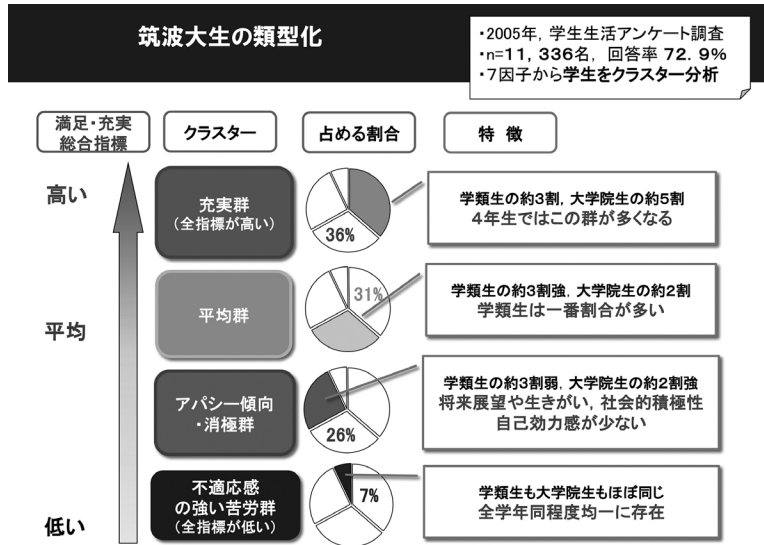 筑波大生の類型化
・2005年，学生生活アンケート調査
・n=11，336名，回答率 72．9％
・7因子から学生をクラスター分析
満足・充実
総合指標
クラスター
占める割合
特 徴
高い
充実群
（全指標が高い）
36%
学類生の約3割，大学院生の約5割
４年生ではこの群が多くなる
平均
平均群
31%
学類生の約3割強，大学院生の約2割
学類生は一番割合が多い
アパシー傾向
・消極群
26%
学類生の約3割弱，大学院生の約2割強
将来展望や生きがい，社会的積極性
自己効力感が少ない
低い
不適応感
の強い苦労群
（全指標が低い）
7%
学類生も大学院生もほぼ同じ
全学年同程度均一に存在